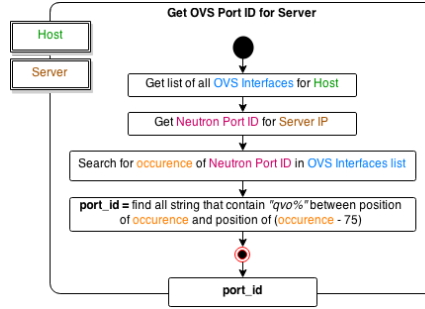 Get OVS Port ID for Server
Host
Server
Get list of all OVS Interfaces for Host
Get Neutron Port ID for Server IP
Search for occurence of Neutron Port ID in OVS Interfaces list
port_id = find all string that contain "qvo%" between position
of occurence and position of (occurence - 75)
port_id